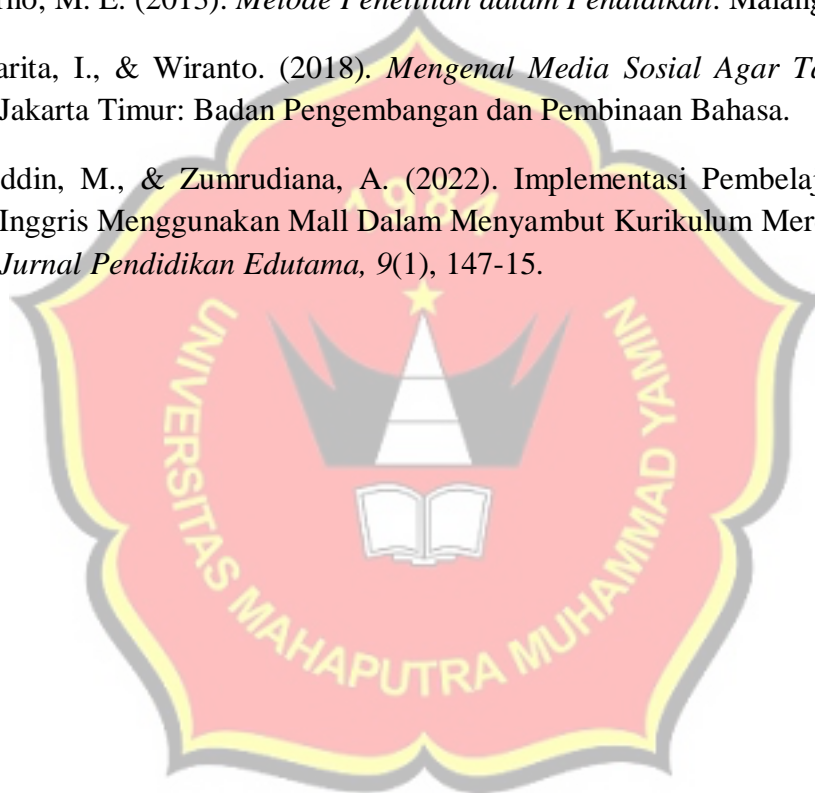 M. E. (2013). Metode Penelitian dalam Pendidikan. Malang
arita, I., & Wiranto. (2018). Mengenal Media Sosial Agar Ta
Jakarta Timur: Badan Pengembangan dan Pembinaan Bahasa.
ddin, M., & Zumrudiana, A. (2022). Implementasi Pembelaj
Inggris Menggunakan Mall Dalam Menyambut Kurikulum Mer
Jurnal Pendidikan Edutama, 9(1), 147-15.
1984
UNIVERSITAS MAHAPUTRA MUHAMMAD YAMIN